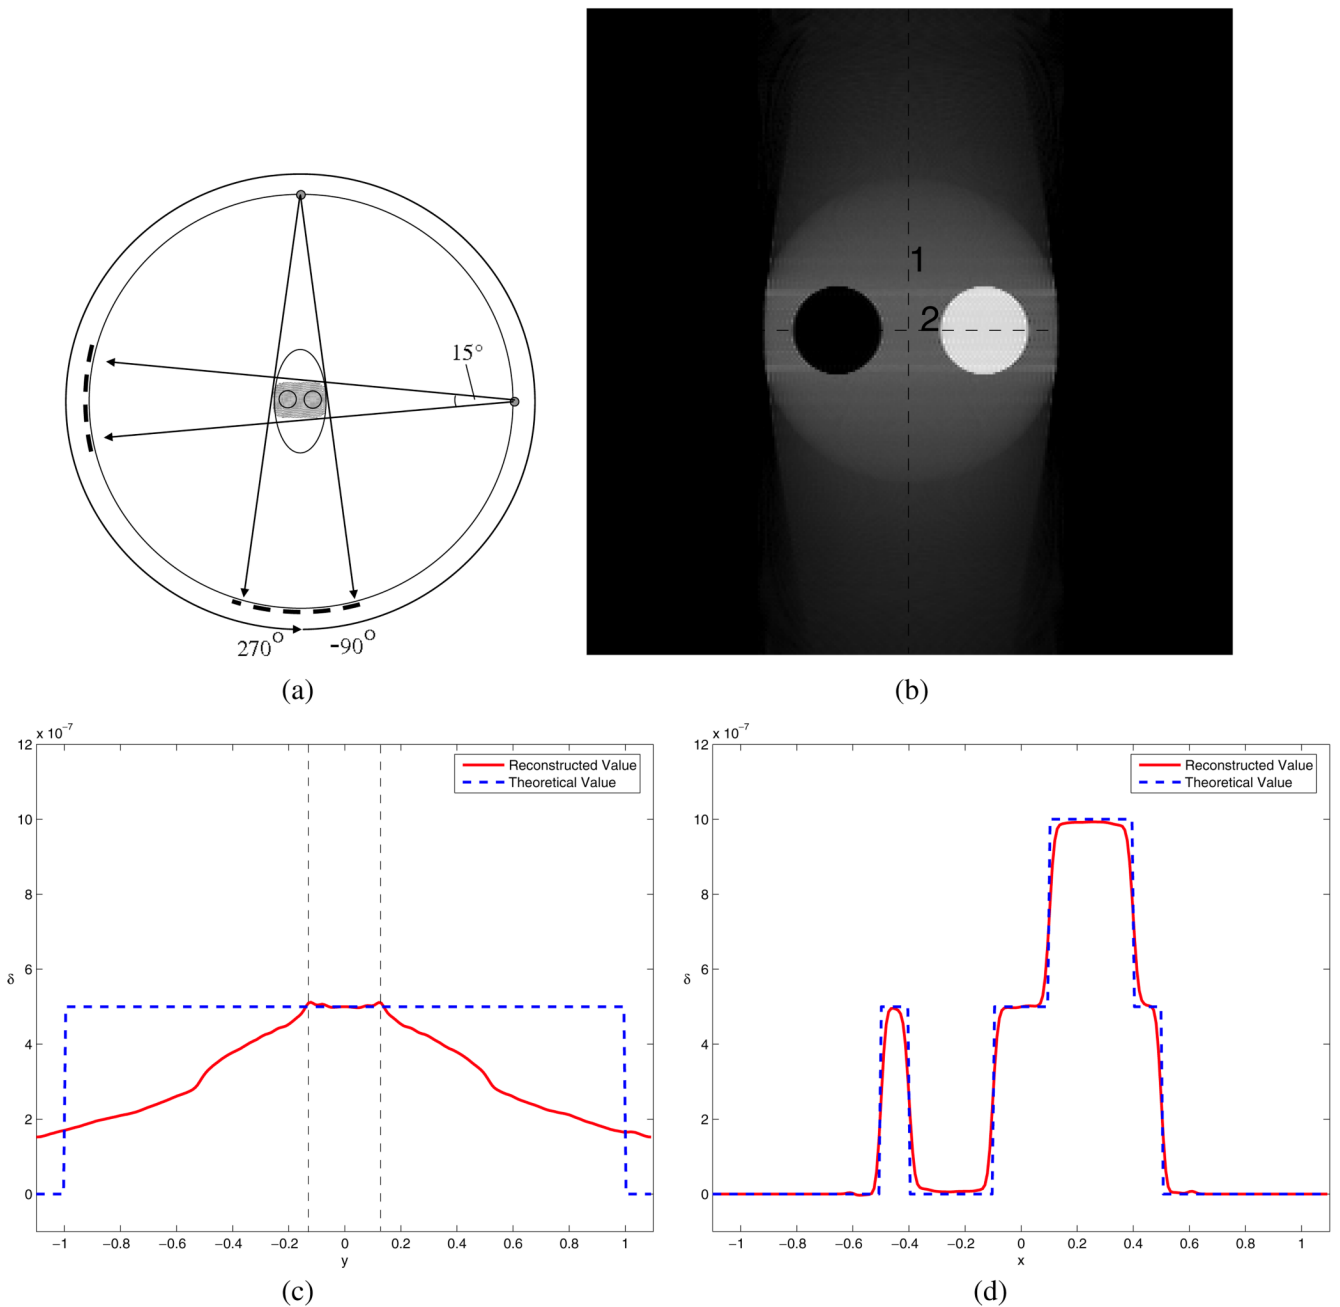 15°
270° -90°
(a)
1
2
(b)
x 10⁻⁷
12
10
8
6
4
2
0
δ
Reconstructed Value
Theoretical Value
−1 −0.8 −0.6 −0.4 −0.2 0 0.2 0.4 0.6 0.8 1
y
(c)
x 10⁻⁷
12
10
8
6
4
2
0
δ
Reconstructed Value
Theoretical Value
−1 −0.8 −0.6 −0.4 −0.2 0 0.2 0.4 0.6 0.8 1
x
(d)